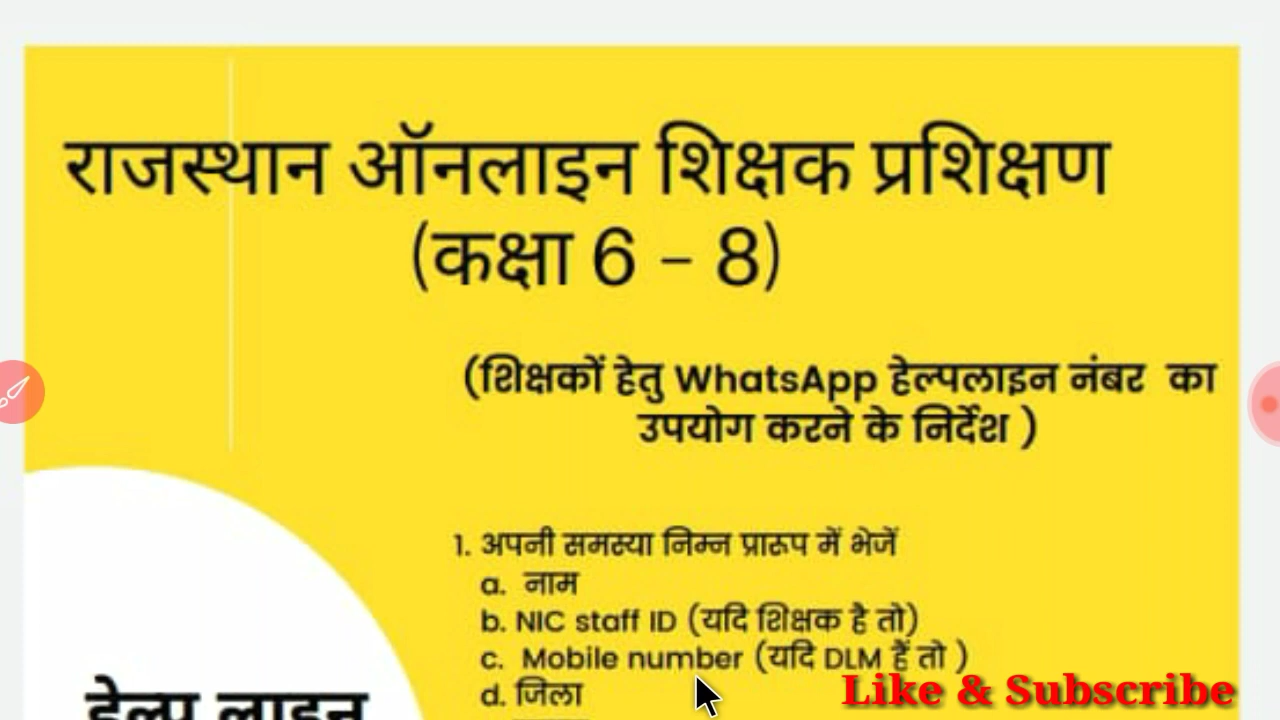 राजस्थान ऑनलाइन शिक्षक प्रशिक्षण
(कक्षा 6 - 8)
(शिक्षकों हेतु WhatsApp हेल्पलाइन नंबर का
उपयोग करने के निर्देश )
1. अपनी समस्या निम्न प्रारूप में भेजें
a. नाम
b. NIC staff ID (यदि शिक्षक है तो)
c. Mobile number (यदि DLM हैं तो )
d. जिला
हेल्प लाइन
Like & Subscribe